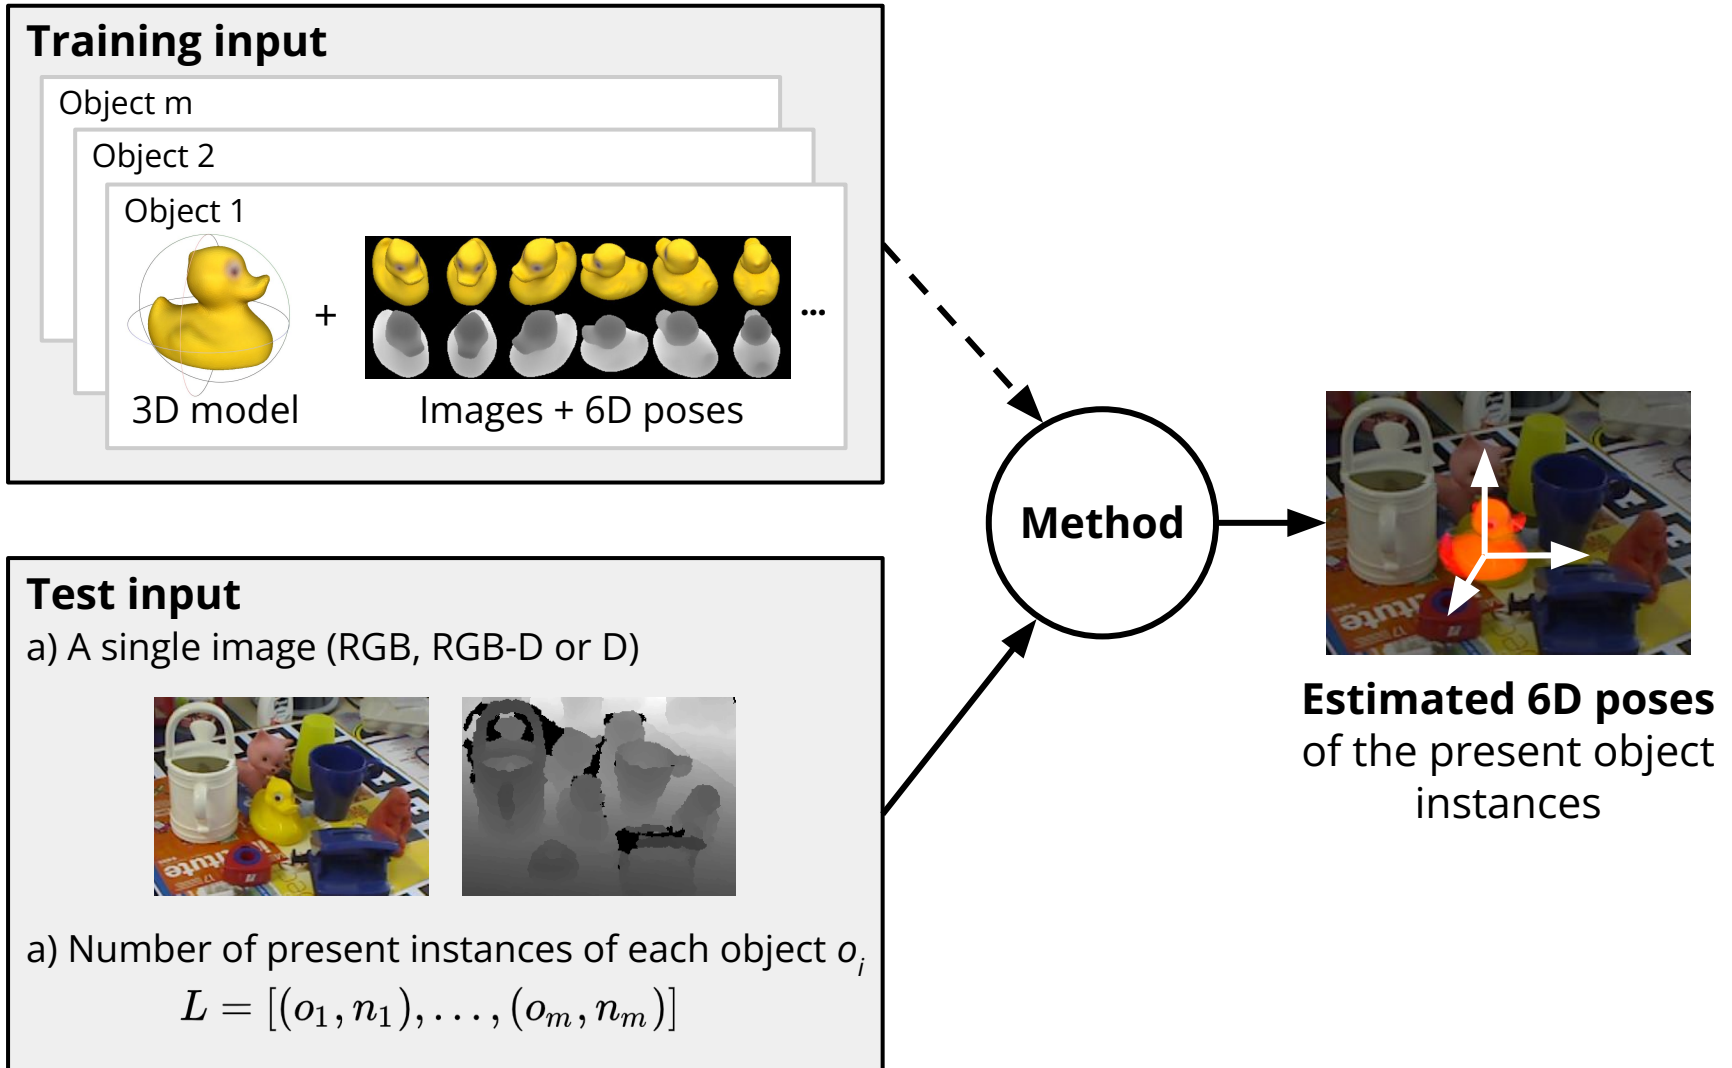 Training input
Object m
Object 2
Object 1
+
...
3D model
Images + 6D poses
Method
Test input
a) A single image (RGB, RGB-D or D)
a) Number of present instances of each object o_i
L = [(o_1, n_1), ..., (o_m, n_m)]
Estimated 6D poses
of the present object
instances